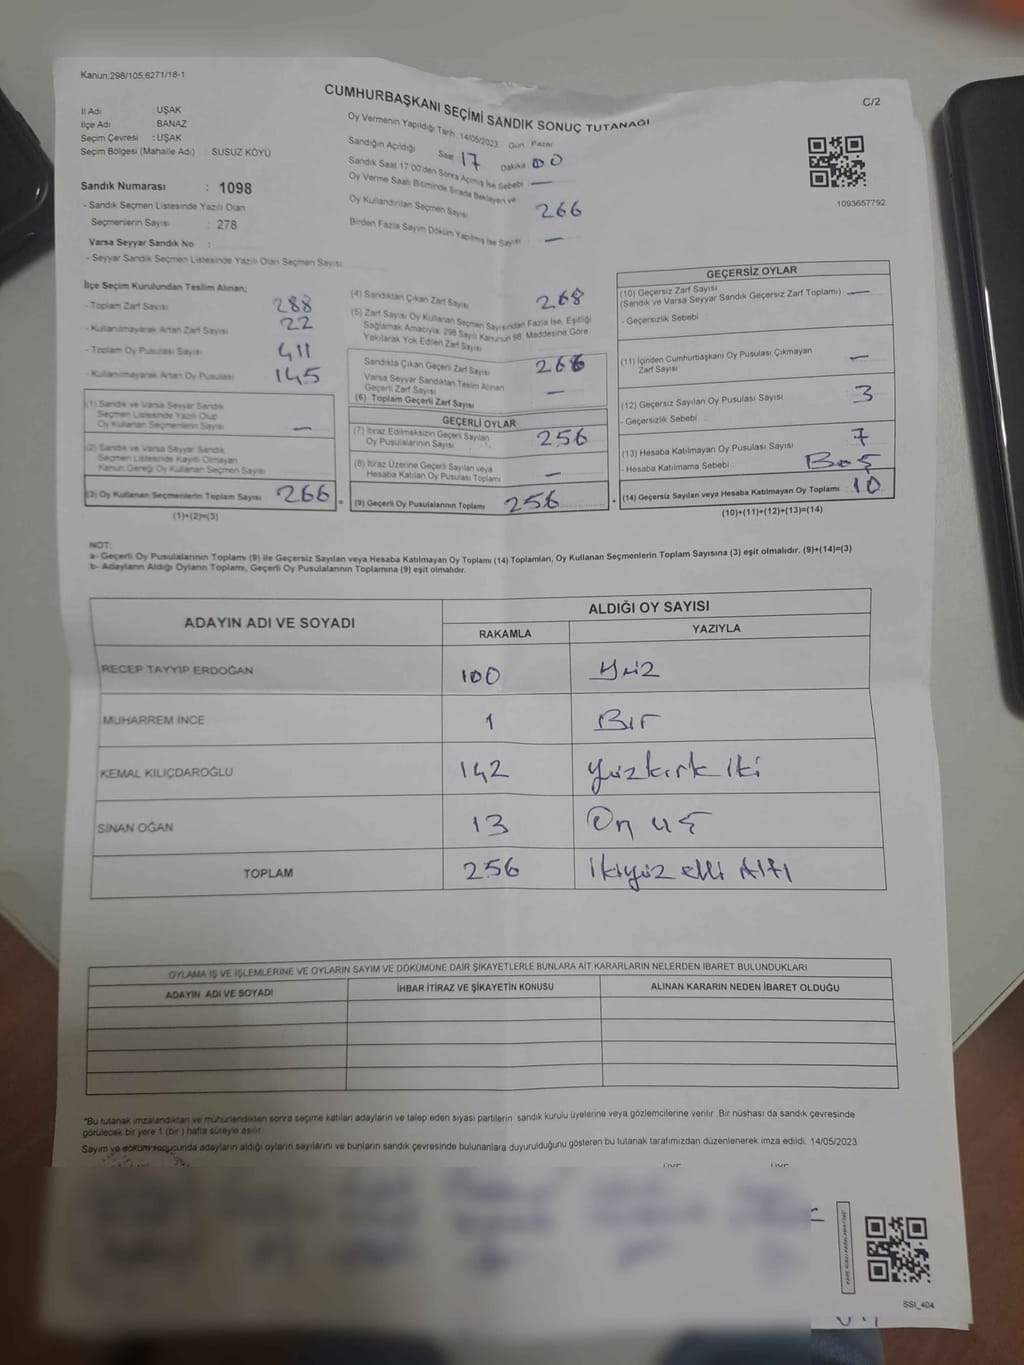 Kanun;298/105;6271/18-1
C/2
CUMHURBAŞKANI SEÇİMİ SANDIK SONUÇ TUTANAĞI
İl Adı : UŞAK
İlçe Adı : BANAZ
Seçim Çevresi : UŞAK
Seçim Bölgesi (Mahalle Adı) : SUSUZ KÖYÜ
Sandık Numarası : 1098
- Sandık Seçmen Listesinde Yazılı Olan
Seçmenlerin Sayısı : 278
Varsa Seyyar Sandık No :
- Seyyar Sandık Seçmen Listesinde Yazılı Olan Seçmen Sayısı:
Oy Vermenin Yapıldığı Tarih :14/05/2023 Gün : Pazar
Sandığın Açıldığı Saat : 17 Dakika : 00
Sandık Saat 17:00'den Sonra Açılmış İse Sebebi : —
Oy Verme Saati Bitiminde Sırada Bekleyen ve
Oy Kullandırılan Seçmen Sayısı 266
Birden Fazla Sayım Döküm Yapılmış İse Sayısı —
1093657792
İlçe Seçim Kurulundan Teslim Alınan;
- Toplam Zarf Sayısı : 288
- Kullanılmayarak Artan Zarf Sayısı : 22
- Toplam Oy Pusulası Sayısı : 411
- Kullanılmayarak Artan Oy Pusulası : 145
(1) Sandık ve Varsa Seyyar Sandık
Seçmen Listesinde Yazılı Olup
Oy Kullanan Seçmenlerin Sayısı : —
(2) Sandık ve Varsa Seyyar Sandık
Seçmen Listesinde Kayıtlı Olmayan
Kanun Gereği Oy Kullanan Seçmen Sayısı :
(3) Oy Kullanan Seçmenlerin Toplam Sayısı : 266
(1)+(2)=(3)
(4) Sandıktan Çıkan Zarf Sayısı : 268
(5) Zarf Sayısı Oy Kullanan Seçmen Sayısından Fazla İse, Eşitliği
Sağlamak Amacıyla, 298 Sayılı Kanunun 98. Maddesine Göre
Yakılarak Yok Edilen Zarf Sayısı :
Sandıkta Çıkan Geçerli Zarf Sayısı : 266
Varsa Seyyar Sandıktan Teslim Alınan
Geçerli Zarf Sayısı : —
(6) Toplam Geçerli Zarf Sayısı :
GEÇERLİ OYLAR
(7) İtiraz Edilmeksizin Geçerli Sayılan
Oy Pusulalarının Sayısı : 256
(8) İtiraz Üzerine Geçerli Sayılan veya
Hesaba Katılan Oy Pusulası Toplamı : —
(9) Geçerli Oy Pusulalarının Toplamı : 256
GEÇERSİZ OYLAR
(10) Geçersiz Zarf Sayısı
(Sandık ve Varsa Seyyar Sandık Geçersiz Zarf Toplamı) : —
- Geçersizlik Sebebi :
(11) İçinden Cumhurbaşkanı Oy Pusulası Çıkmayan
Zarf Sayısı : —
(12) Geçersiz Sayılan Oy Pusulası Sayısı : 3
- Geçersizlik Sebebi :
(13) Hesaba Katılmayan Oy Pusulası Sayısı : 7
- Hesaba Katılmama Sebebi : Boş
(14) Geçersiz Sayılan veya Hesaba Katılmayan Oy Toplamı : 10
(10)+(11)+(12)+(13)=(14)
NOT:
a- Geçerli Oy Pusulalarının Toplamı (9) ile Geçersiz Sayılan veya Hesaba Katılmayan Oy Toplamı (14) Toplamları, Oy Kullanan Seçmenlerin Toplam Sayısına (3) eşit olmalıdır. (9)+(14)=(3)
b- Adayların Aldığı Oyların Toplamı, Geçerli Oy Pusulalarının Toplamına (9) eşit olmalıdır.
ADAYIN ADI VE SOYADI
ALDIĞI OY SAYISI
RAKAMLA YAZIYLA
RECEP TAYYİP ERDOĞAN 100 Yüz
MUHARREM İNCE 1 Bir
KEMAL KILIÇDAROĞLU 142 Yüzkırk iki
SİNAN OĞAN 13 On üç
TOPLAM 256 İkiyüz elli Altı
OYLAMA İŞ VE İŞLEMLERİNE VE OYLARIN SAYIM VE DÖKÜMÜNE DAİR ŞİKAYETLERLE BUNLARA AİT KARARLARIN NELERDEN İBARET BULUNDUKLARI
ADAYIN ADI VE SOYADI İHBAR İTİRAZ VE ŞİKAYETİN KONUSU ALINAN KARARIN NEDEN İBARET OLDUĞU
*Bu tutanak imzalandıktan ve mühürlendikten sonra seçime katılan adayların ve talep eden siyasi partilerin sandık kurulu üyelerine veya gözlemcilerine verilir. Bir nüshası da sandık çevresinde
görülecek bir yere 1 (bir) hafta süreyle asılır.
Sayım ve döküm sonucunda adayların aldığı oyların sayılarını ve bunların sandık çevresinde bulunanlara duyurulduğunu gösteren bu tutanak tarafımızdan düzenlenerek imza edildi. 14/05/2023
SSI_404